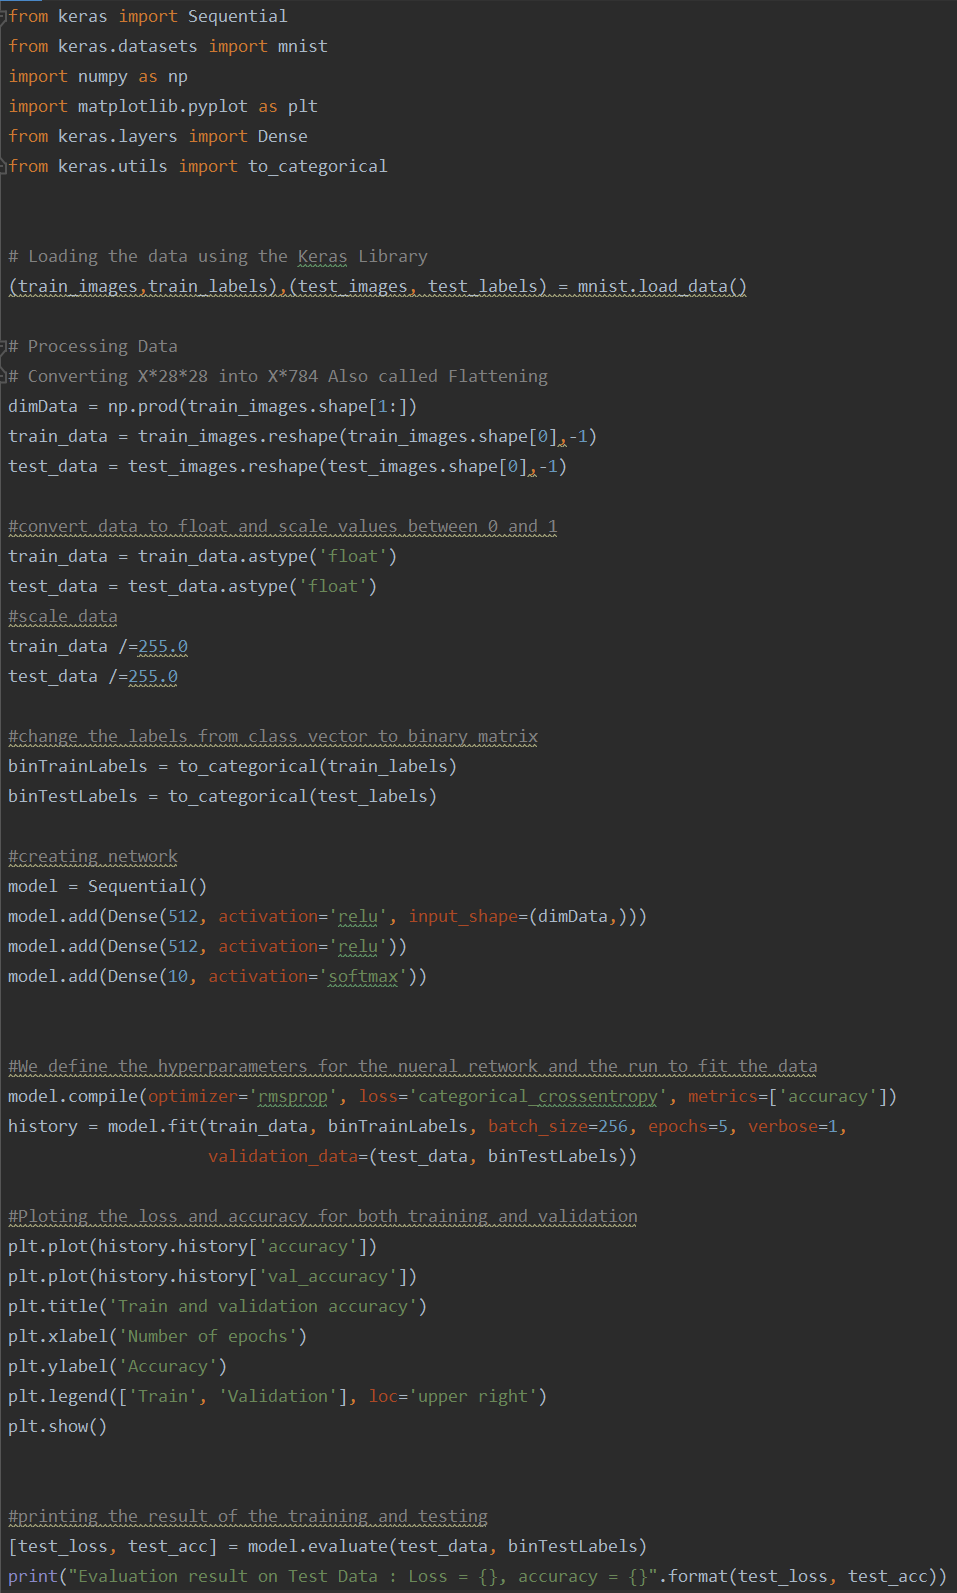 from keras import Sequential
from keras.datasets import mnist
import numpy as np
import matplotlib.pyplot as plt
from keras.layers import Dense
from keras.utils import to_categorical
# Loading the data using the Keras Library
(train_images,train_labels),(test_images, test_labels) = mnist.load_data()
# Processing Data
# Converting X*28*28 into X*784 Also called Flattening
dimData = np.prod(train_images.shape[1:])
train_data = train_images.reshape(train_images.shape[0],-1)
test_data = test_images.reshape(test_images.shape[0],-1)
#convert data to float and scale values between 0 and 1
train_data = train_data.astype('float')
test_data = test_data.astype('float')
#scale data
train_data /=255.0
test_data /=255.0
#change the labels from class vector to binary matrix
binTrainLabels = to_categorical(train_labels)
binTestLabels = to_categorical(test_labels)
#creating network
model = Sequential()
model.add(Dense(512, activation='relu', input_shape=(dimData,)))
model.add(Dense(512, activation='relu'))
model.add(Dense(10, activation='softmax'))
#We define the hyperparameters for the nueral retwork and the run to fit the data
model.compile(optimizer='rmsprop', loss='categorical_crossentropy', metrics=['accuracy'])
history = model.fit(train_data, binTrainLabels, batch_size=256, epochs=5, verbose=1,
validation_data=(test_data, binTestLabels))
#Ploting the loss and accuracy for both training and validation
plt.plot(history.history['accuracy'])
plt.plot(history.history['val_accuracy'])
plt.title('Train and validation accuracy')
plt.xlabel('Number of epochs')
plt.ylabel('Accuracy')
plt.legend(['Train', 'Validation'], loc='upper right')
plt.show()
#printing the result of the training and testing
[test_loss, test_acc] = model.evaluate(test_data, binTestLabels)
print("Evaluation result on Test Data : Loss = {}, accuracy = {}".format(test_loss, test_acc))